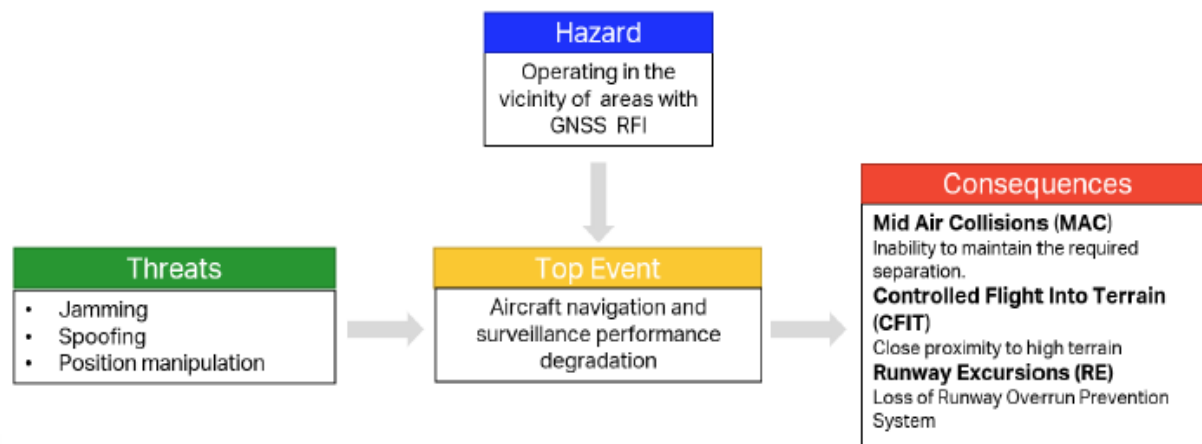 Hazard
Operating in the
vicinity of areas with
GNSS RFI
Threats
• Jamming
• Spoofing
• Position manipulation
Top Event
Aircraft navigation and
surveillance performance
degradation
Consequences
Mid Air Collisions (MAC)
Inability to maintain the required
separation.
Controlled Flight Into Terrain
(CFIT)
Close proximity to high terrain
Runway Excursions (RE)
Loss of Runway Overrun Prevention
System